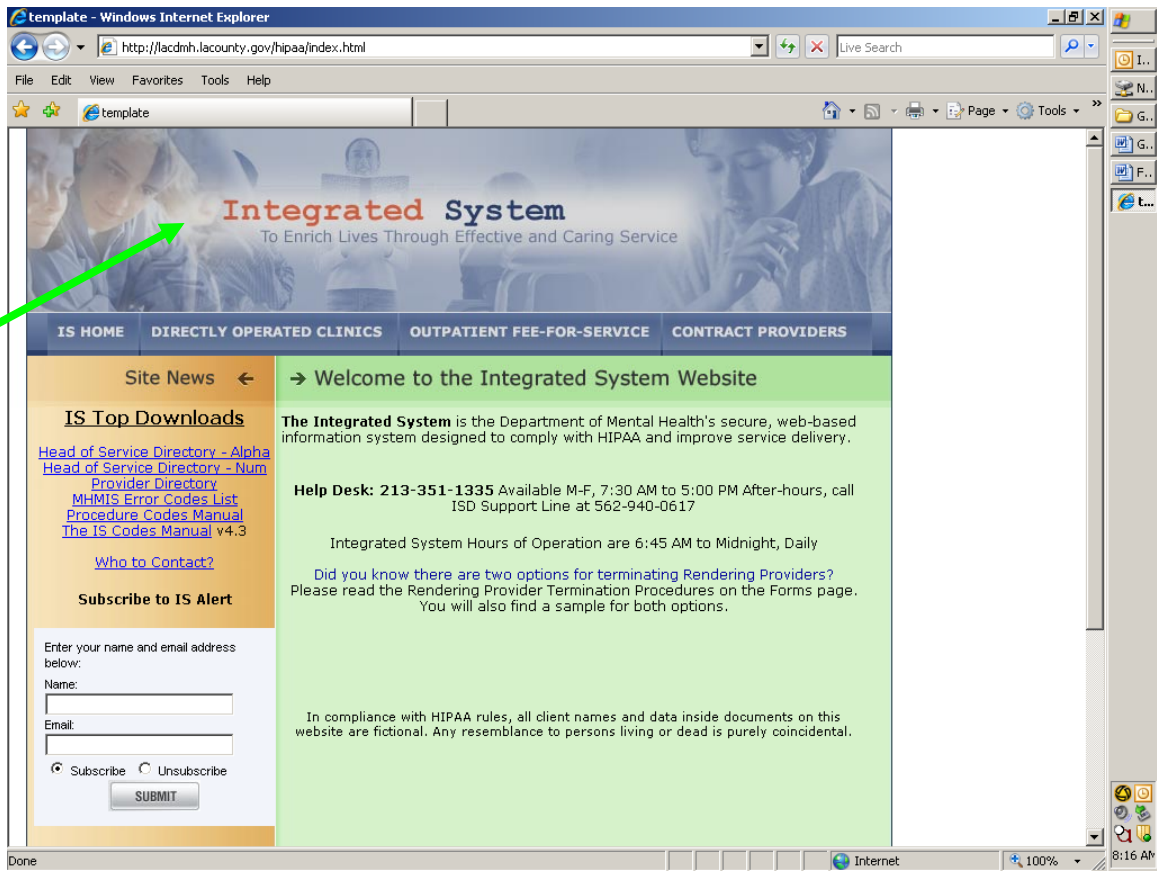 template - Windows Internet Explorer
http://lacdmh.lacounty.gov/hipaa/index.html
Live Search
File Edit View Favorites Tools Help
template
Page Tools »
Integrated System
To Enrich Lives Through Effective and Caring Service
IS HOME DIRECTLY OPERATED CLINICS OUTPATIENT FEE-FOR-SERVICE CONTRACT PROVIDERS
Site News ←
→ Welcome to the Integrated System Website
IS Top Downloads
Head of Service Directory - Alpha
Head of Service Directory - Num
Provider Directory
MHMIS Error Codes List
Procedure Codes Manual
The IS Codes Manual v4.3
Who to Contact?
Subscribe to IS Alert
Enter your name and email address
below:
Name:
Email:
Subscribe Unsubscribe
SUBMIT
The Integrated System is the Department of Mental Health's secure, web-based
information system designed to comply with HIPAA and improve service delivery.
Help Desk: 213-351-1335 Available M-F, 7:30 AM to 5:00 PM After-hours, call
ISD Support Line at 562-940-0617
Integrated System Hours of Operation are 6:45 AM to Midnight, Daily
Did you know there are two options for terminating Rendering Providers?
Please read the Rendering Provider Termination Procedures on the Forms page.
You will also find a sample for both options.
In compliance with HIPAA rules, all client names and data inside documents on this
website are fictional. Any resemblance to persons living or dead is purely coincidental.
I...
N...
G...
G...
F...
t...
Done
Internet
100%
8:16 AM